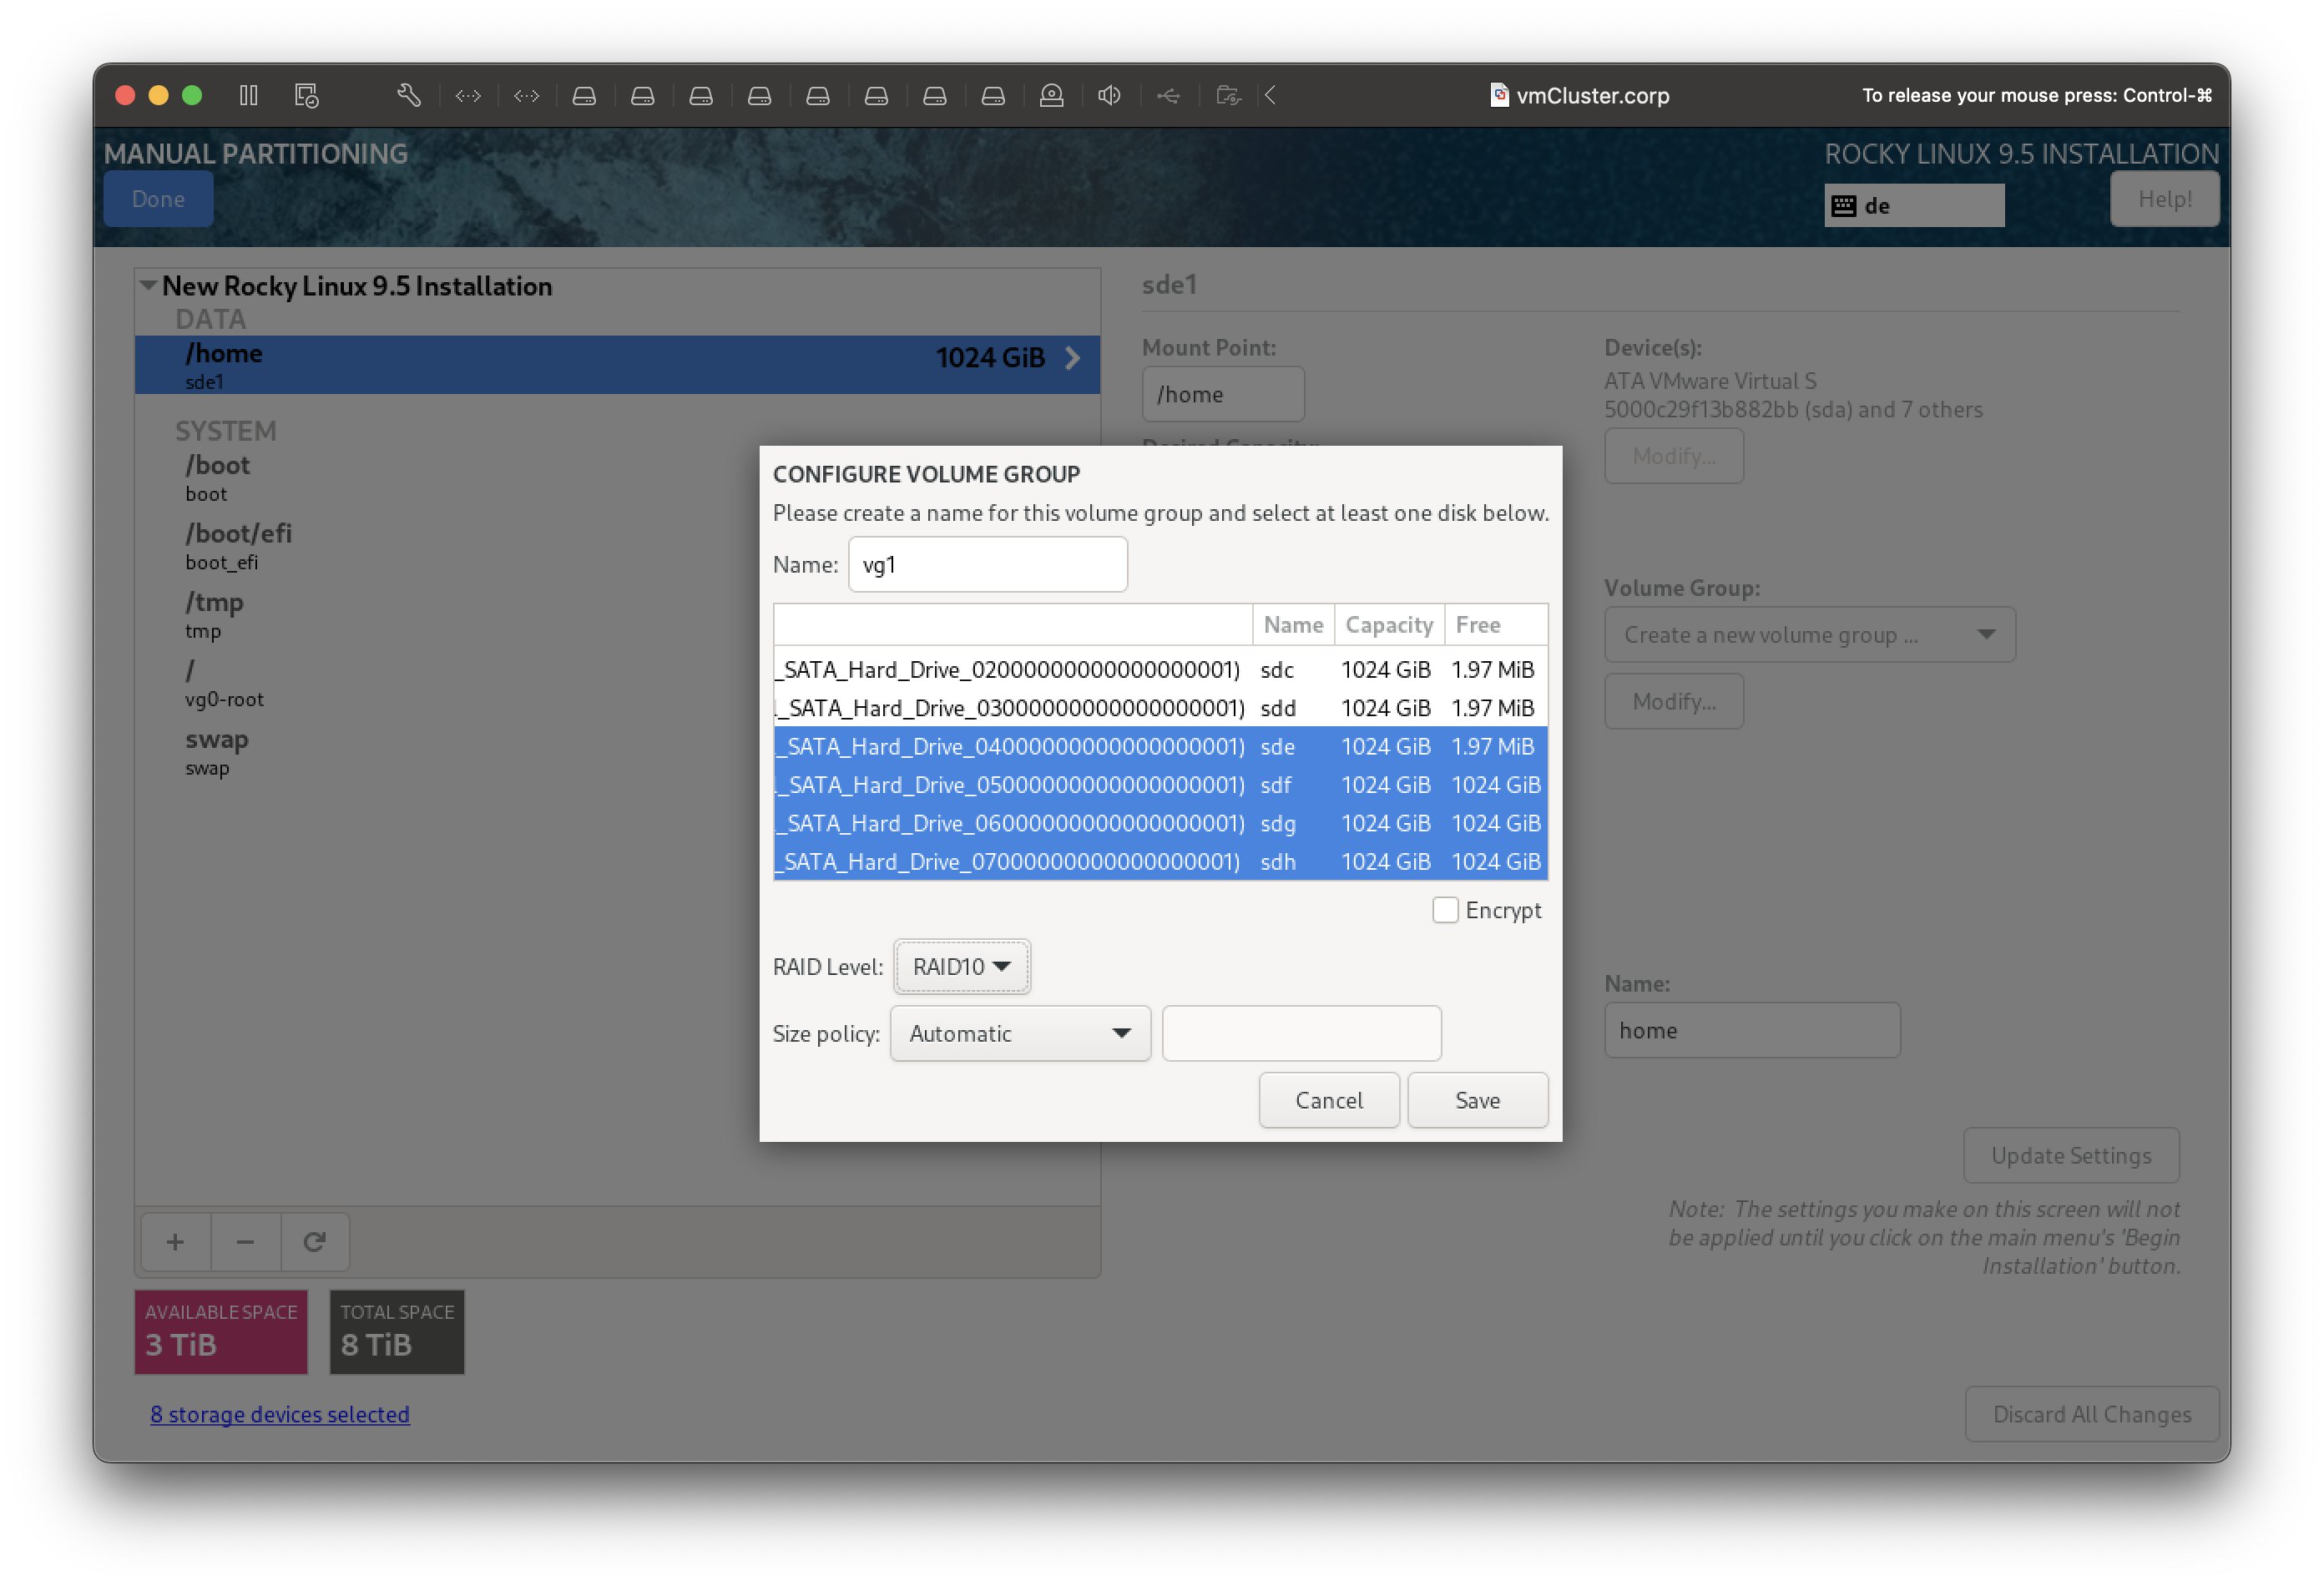 vmCluster.corp
To release your mouse press: Control-⌘
MANUAL PARTITIONING
ROCKY LINUX 9.5 INSTALLATION
Done
de
Help!
New Rocky Linux 9.5 Installation
DATA
/home
1024 GiB
sde1
SYSTEM
/boot
boot
/boot/efi
boot_efi
/tmp
tmp
/
vg0-root
swap
swap
AVAILABLE SPACE
3 TiB
TOTAL SPACE
8 TiB
8 storage devices selected
sde1
Mount Point:
/home
Desired Capacity:
Device(s):
ATA VMware Virtual S
5000c29f13b882bb (sda) and 7 others
Modify...
Volume Group:
Create a new volume group ...
Modify...
Name:
home
Update Settings
Note: The settings you make on this screen will not
be applied until you click on the main menu's 'Begin
Installation' button.
Discard All Changes
CONFIGURE VOLUME GROUP
Please create a name for this volume group and select at least one disk below.
Name: vg1
Name Capacity Free
_SATA_Hard_Drive_02000000000000000001) sdc 1024 GiB 1.97 MiB
_SATA_Hard_Drive_03000000000000000001) sdd 1024 GiB 1.97 MiB
_SATA_Hard_Drive_04000000000000000001) sde 1024 GiB 1.97 MiB
_SATA_Hard_Drive_05000000000000000001) sdf 1024 GiB 1024 GiB
_SATA_Hard_Drive_06000000000000000001) sdg 1024 GiB 1024 GiB
_SATA_Hard_Drive_07000000000000000001) sdh 1024 GiB 1024 GiB
Encrypt
RAID Level: RAID10
Size policy: Automatic
Cancel
Save